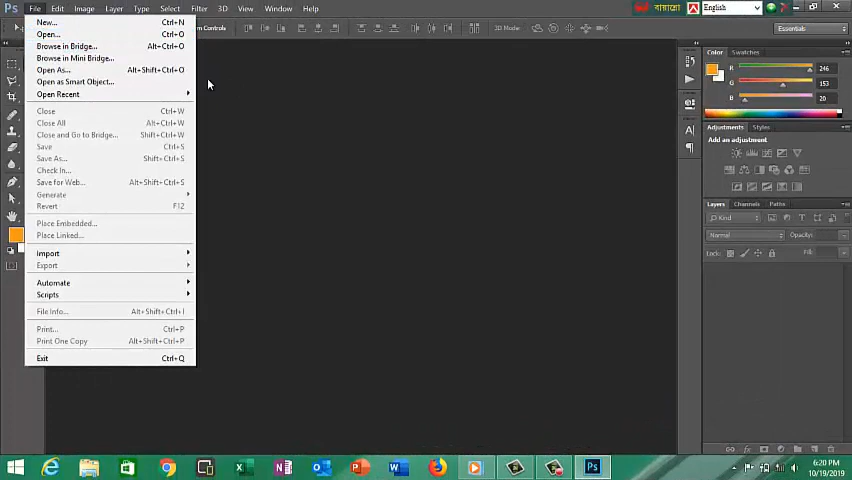 Ps File Edit Image Layer Type Select Filter 3D View Window Help
বায়ান্নো English
m Controls 3D Mode: Essentials
New... Ctrl+N
Open... Ctrl+O
Browse in Bridge... Alt+Ctrl+O
Browse in Mini Bridge...
Open As... Alt+Shift+Ctrl+O
Open as Smart Object...
Open Recent
Close Ctrl+W
Close All Alt+Ctrl+W
Close and Go to Bridge... Shift+Ctrl+W
Save Ctrl+S
Save As... Shift+Ctrl+S
Check In...
Save for Web... Alt+Shift+Ctrl+S
Generate
Revert F12
Place Embedded...
Place Linked...
Import
Export
Automate
Scripts
File Info... Alt+Shift+Ctrl+I
Print... Ctrl+P
Print One Copy Alt+Shift+Ctrl+P
Exit Ctrl+Q
Color Swatches
R 246
G 153
B 20
Adjustments Styles
Add an adjustment
Layers Channels Paths
Kind
Normal Opacity:
Lock: Fill:
6:20 PM
10/19/2019